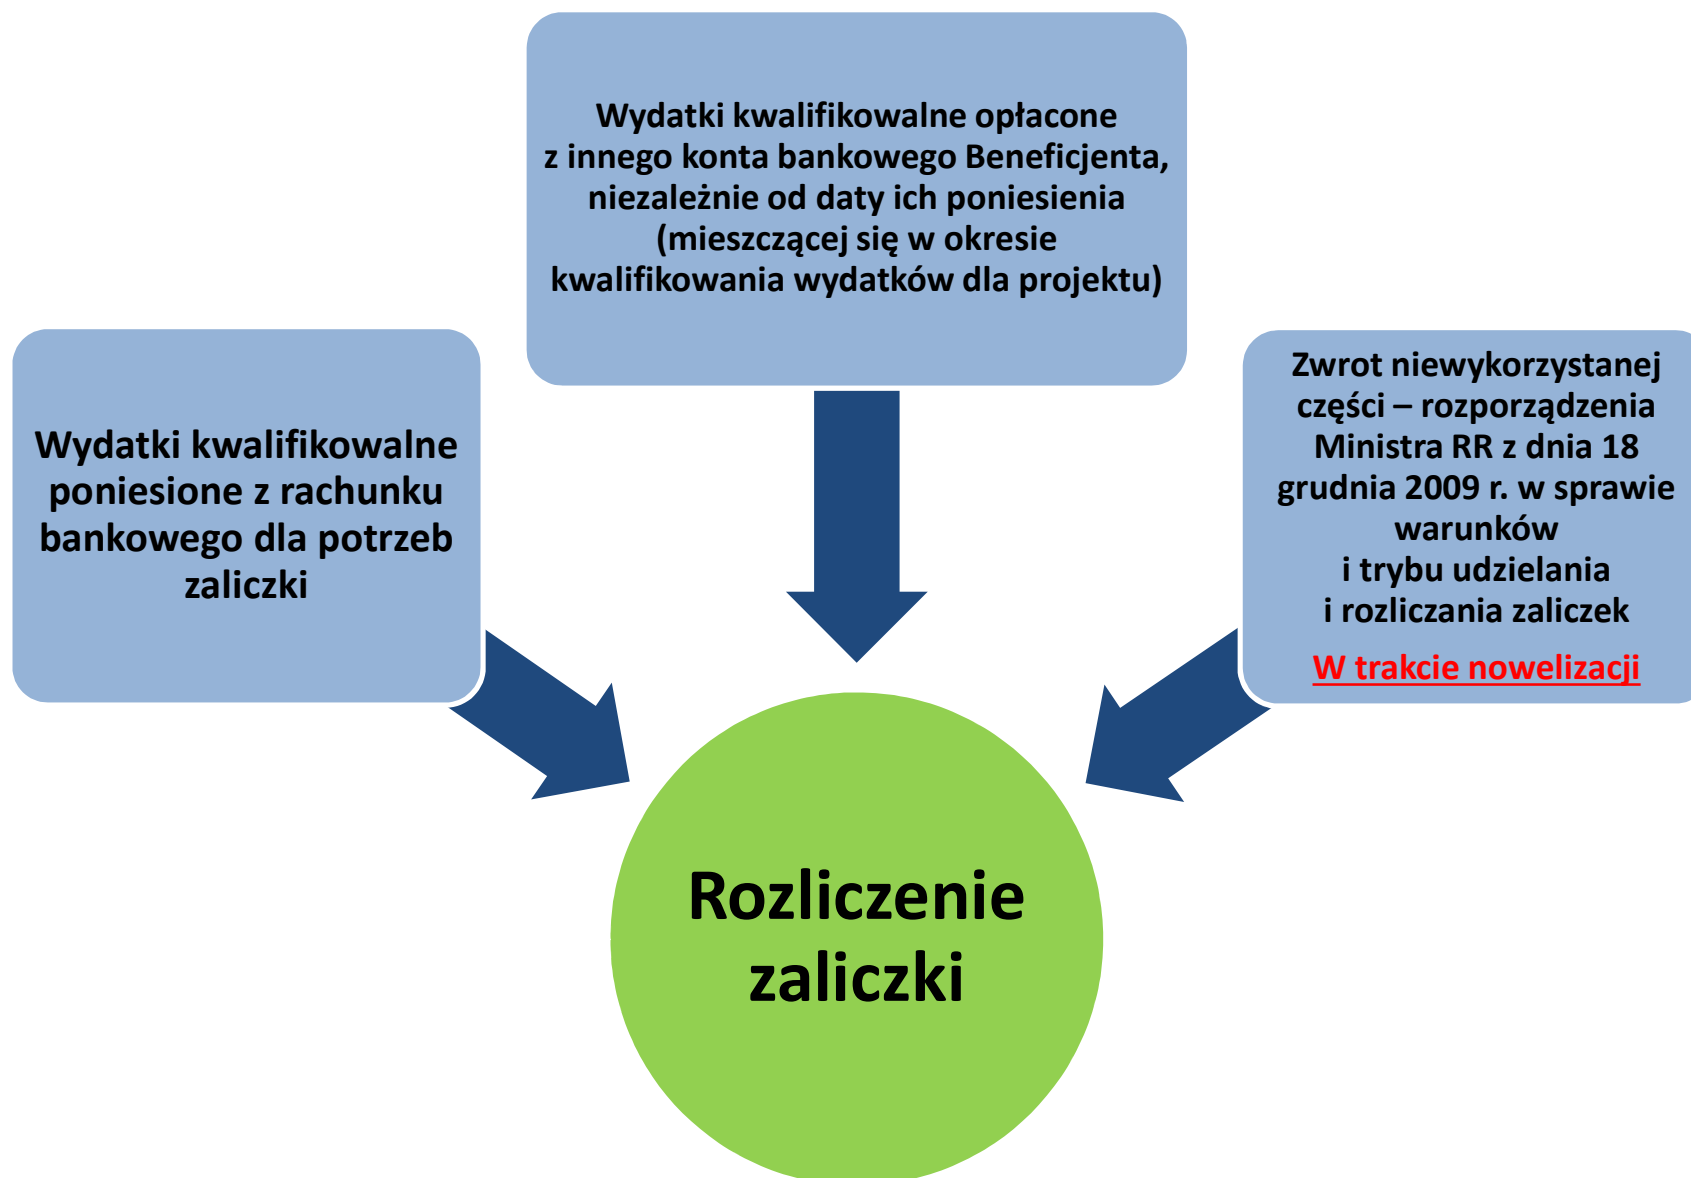 Wydatki kwalifikowalne opłacone
z innego konta bankowego Beneficjenta,
niezależnie od daty ich poniesienia
(mieszczącej się w okresie
kwalifikowania wydatków dla projektu)
Wydatki kwalifikowalne
poniesione z rachunku
bankowego dla potrzeb
zaliczki
Zwrot niewykorzystanej
części – rozporządzenia
Ministra RR z dnia 18
grudnia 2009 r. w sprawie
warunków
i trybu udzielania
i rozliczania zaliczek
W trakcie nowelizacji
Rozliczenie
zaliczki